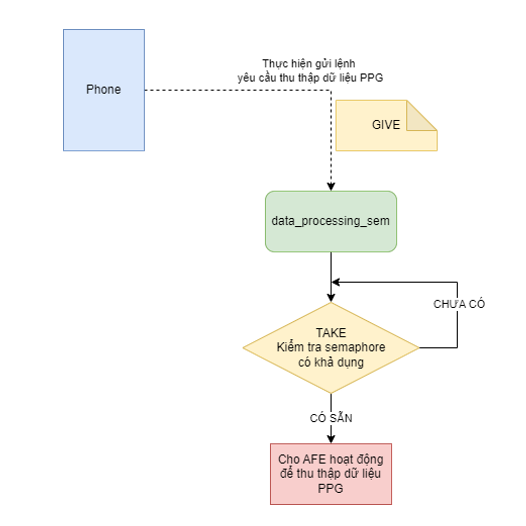 Thực hiện gửi lệnh
yêu cầu thu thập dữ liệu PPG
Phone
GIVE
data_processing_sem
CHƯA CÓ
TAKE
Kiểm tra semaphore
có khả dụng
CÓ SẴN
Cho AFE hoạt động
để thu thập dữ liệu
PPG